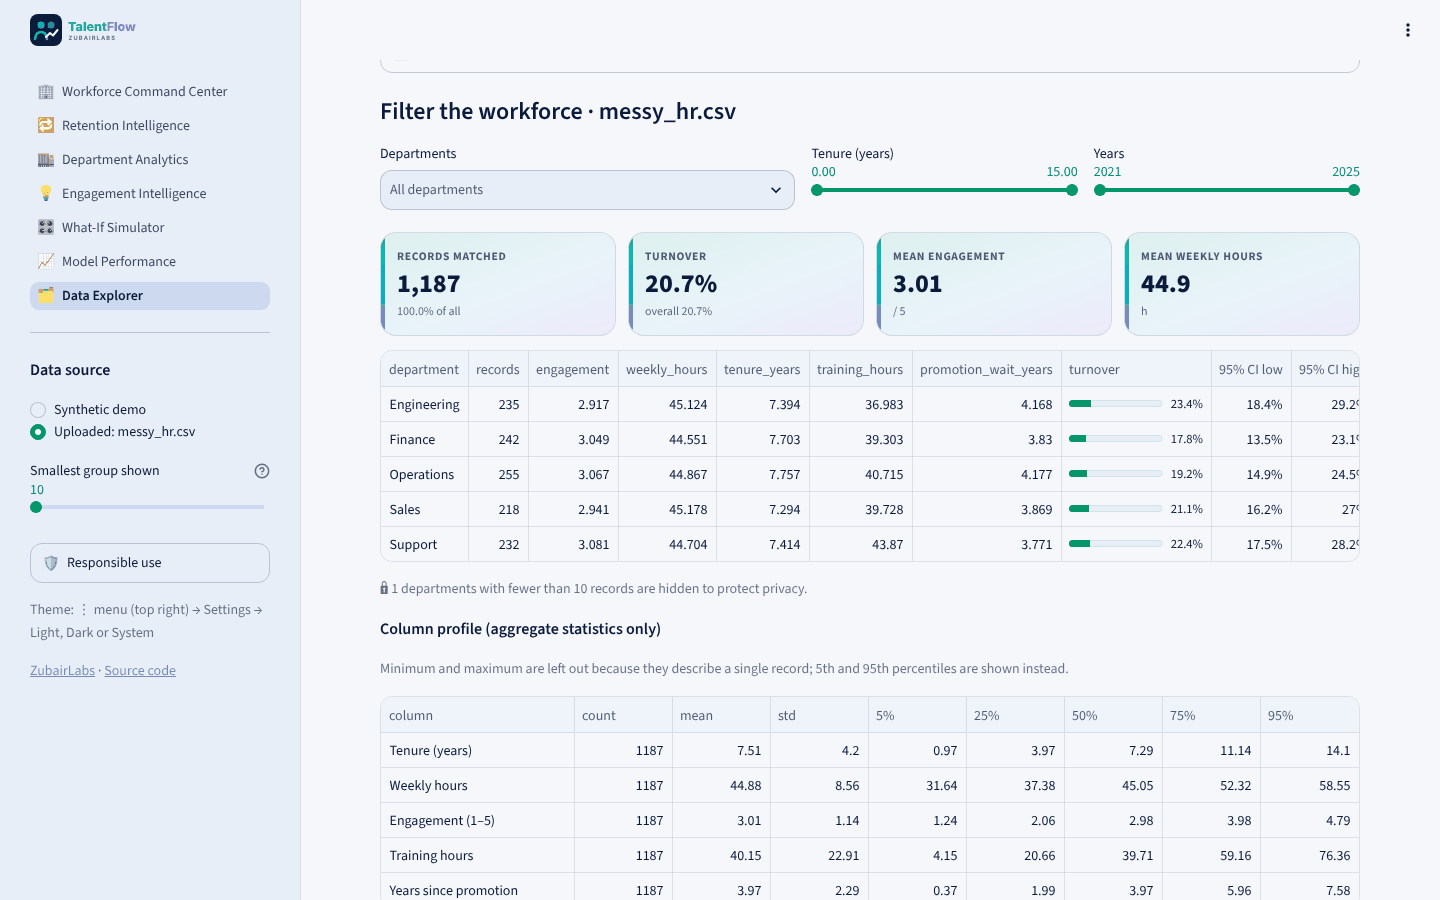 TalentFlow
ZUBAIRLABS
Workforce Command Center
Retention Intelligence
Department Analytics
Engagement Intelligence
What-If Simulator
Model Performance
Data Explorer
Data source
Synthetic demo
Uploaded: messy_hr.csv
Smallest group shown
10
Responsible use
Theme: ⋮ menu (top right) → Settings →
Light, Dark or System
ZubairLabs · Source code
Filter the workforce · messy_hr.csv
Departments
All departments
Tenure (years)
0.00 15.00
Years
2021 2025
RECORDS MATCHED
1,187
100.0% of all
TURNOVER
20.7%
overall 20.7%
MEAN ENGAGEMENT
3.01
/ 5
MEAN WEEKLY HOURS
44.9
h
department records engagement weekly_hours tenure_years training_hours promotion_wait_years turnover 95% CI low 95% CI hig
Engineering 235 2.917 45.124 7.394 36.983 4.168 23.4% 18.4% 29.2%
Finance 242 3.049 44.551 7.703 39.303 3.83 17.8% 13.5% 23.1%
Operations 255 3.067 44.867 7.757 40.715 4.177 19.2% 14.9% 24.5%
Sales 218 2.941 45.178 7.294 39.728 3.869 21.1% 16.2% 27%
Support 232 3.081 44.704 7.414 43.87 3.771 22.4% 17.5% 28.2%
1 departments with fewer than 10 records are hidden to protect privacy.
Column profile (aggregate statistics only)
Minimum and maximum are left out because they describe a single record; 5th and 95th percentiles are shown instead.
column count mean std 5% 25% 50% 75% 95%
Tenure (years) 1187 7.51 4.2 0.97 3.97 7.29 11.14 14.1
Weekly hours 1187 44.88 8.56 31.64 37.38 45.05 52.32 58.55
Engagement (1–5) 1187 3.01 1.14 1.24 2.06 2.98 3.98 4.79
Training hours 1187 40.15 22.91 4.15 20.66 39.71 59.16 76.36
Years since promotion 1187 3.97 2.29 0.37 1.99 3.97 5.96 7.58